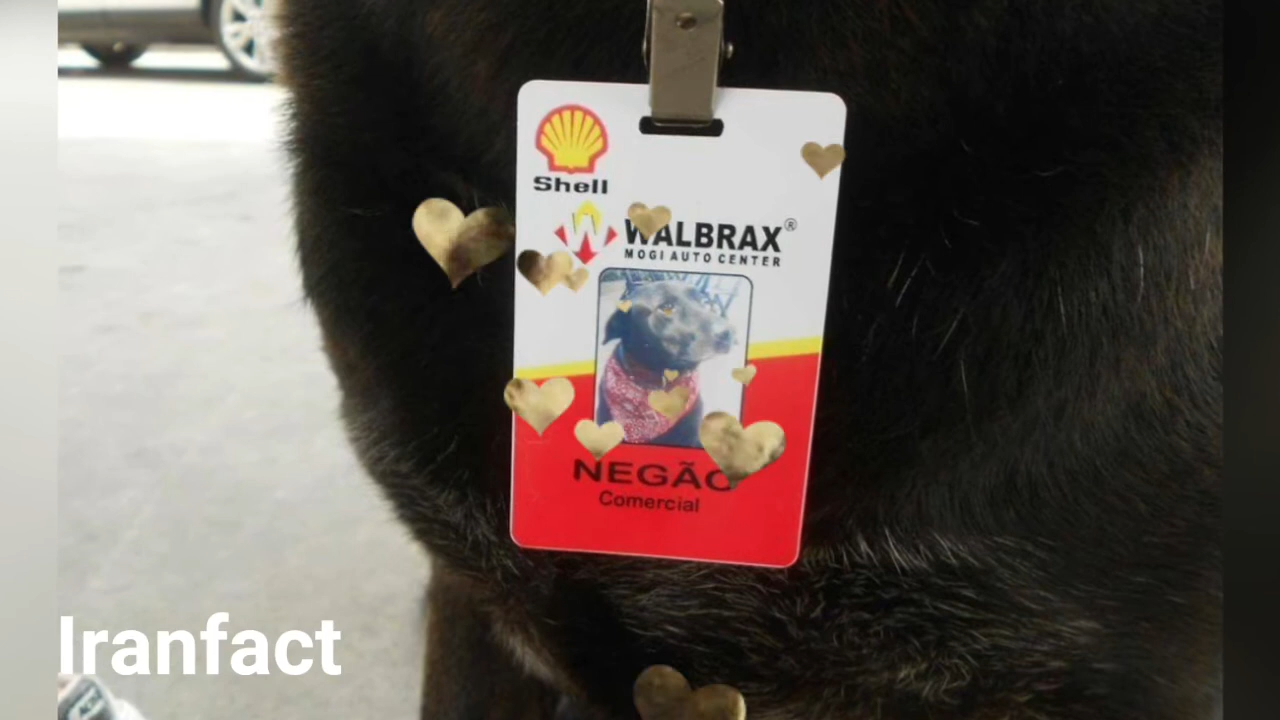 Shell
WALBRAX®
MOGI AUTO CENTER
NEGÃO
Comercial
Iranfact